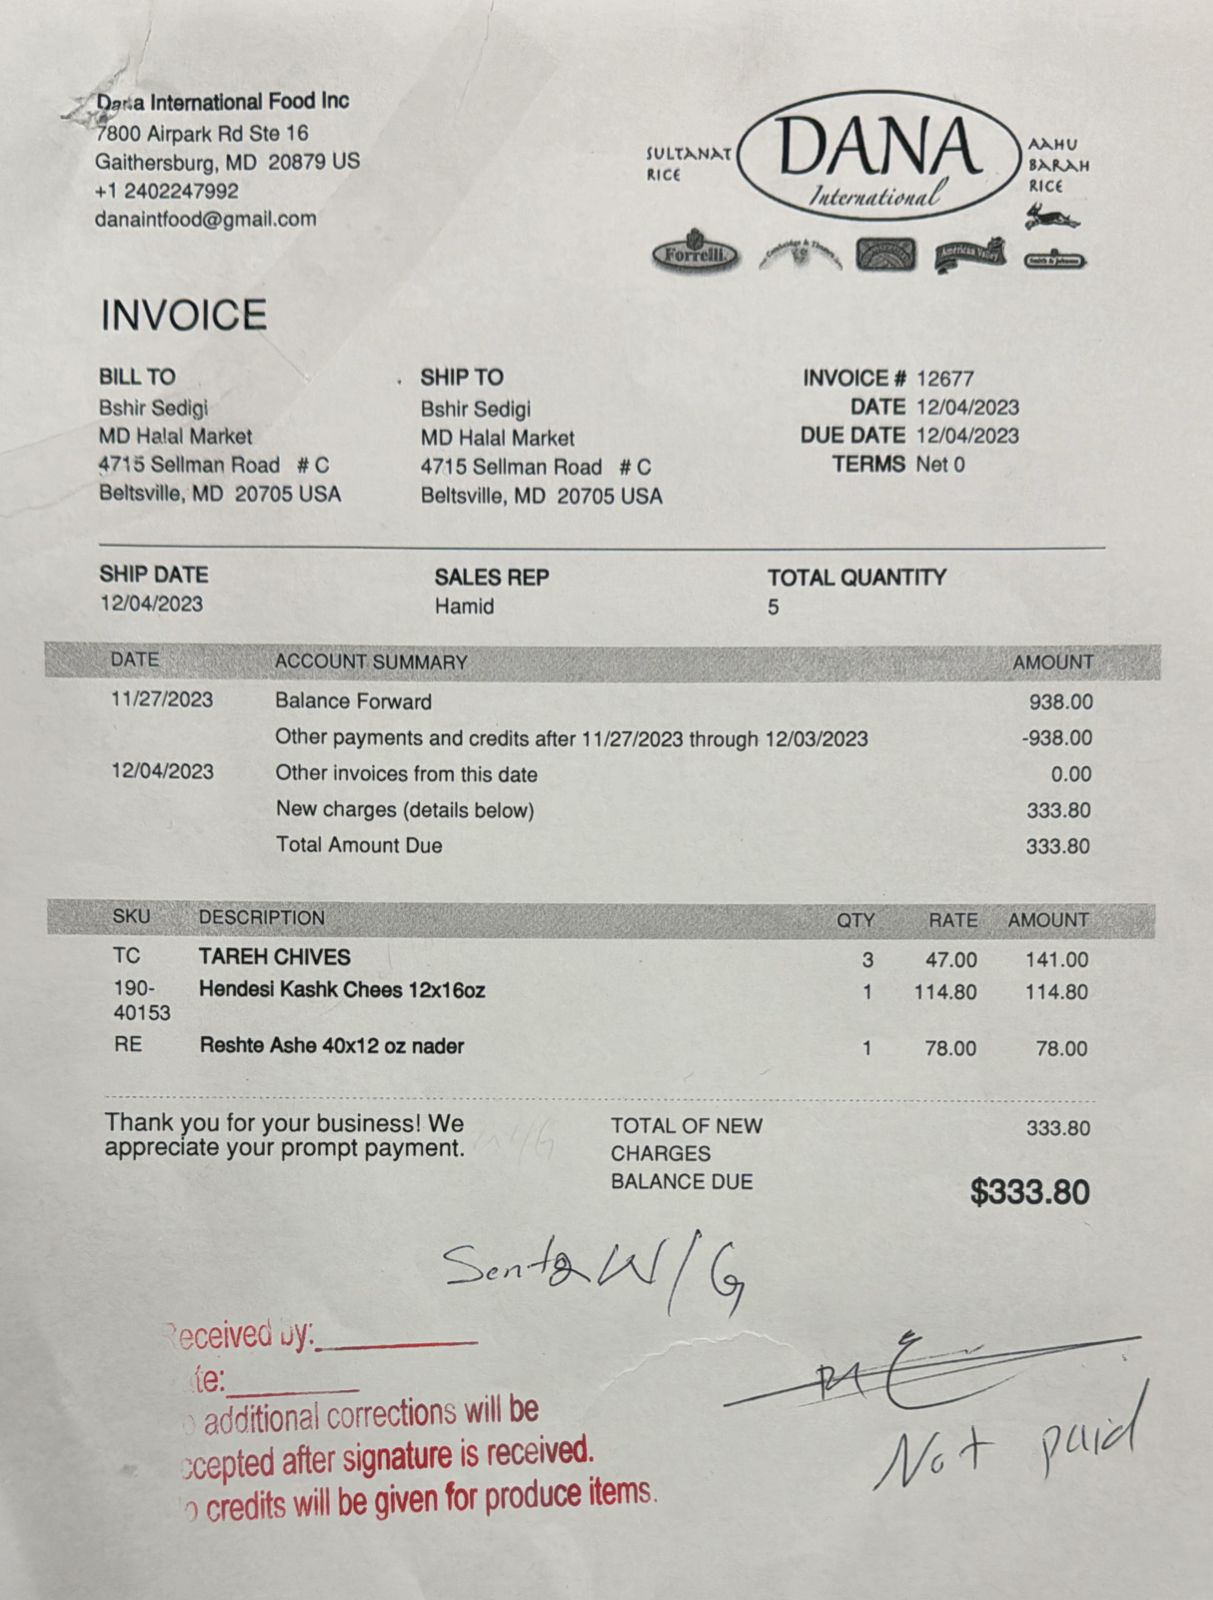 Dana International Food Inc
7800 Airpark Rd Ste 16
Gaithersburg, MD 20879 US
+1 2402247992
danaintfood@gmail.com
SULTANAT
RICE
DANA
International
AAHU
BARAH
RICE
Forrelli
American Valley
INVOICE
BILL TO
Bshir Sedigi
MD Halal Market
4715 Sellman Road # C
Beltsville, MD 20705 USA
SHIP TO
Bshir Sedigi
MD Halal Market
4715 Sellman Road # C
Beltsville, MD 20705 USA
INVOICE # 12677
DATE 12/04/2023
DUE DATE 12/04/2023
TERMS Net 0
SHIP DATE
12/04/2023
SALES REP
Hamid
TOTAL QUANTITY
5
DATE ACCOUNT SUMMARY AMOUNT
11/27/2023 Balance Forward 938.00
Other payments and credits after 11/27/2023 through 12/03/2023 -938.00
12/04/2023 Other invoices from this date 0.00
New charges (details below) 333.80
Total Amount Due 333.80
SKU DESCRIPTION QTY RATE AMOUNT
TC TAREH CHIVES 3 47.00 141.00
190- Hendesi Kashk Chees 12x16oz 1 114.80 114.80
40153
RE Reshte Ashe 40x12 oz nader 1 78.00 78.00
Thank you for your business! We
appreciate your prompt payment.
TOTAL OF NEW 333.80
CHARGES
BALANCE DUE $333.80
W/G
Received by:
te:
additional corrections will be
ccepted after signature is received.
o credits will be given for produce items.
Not paid